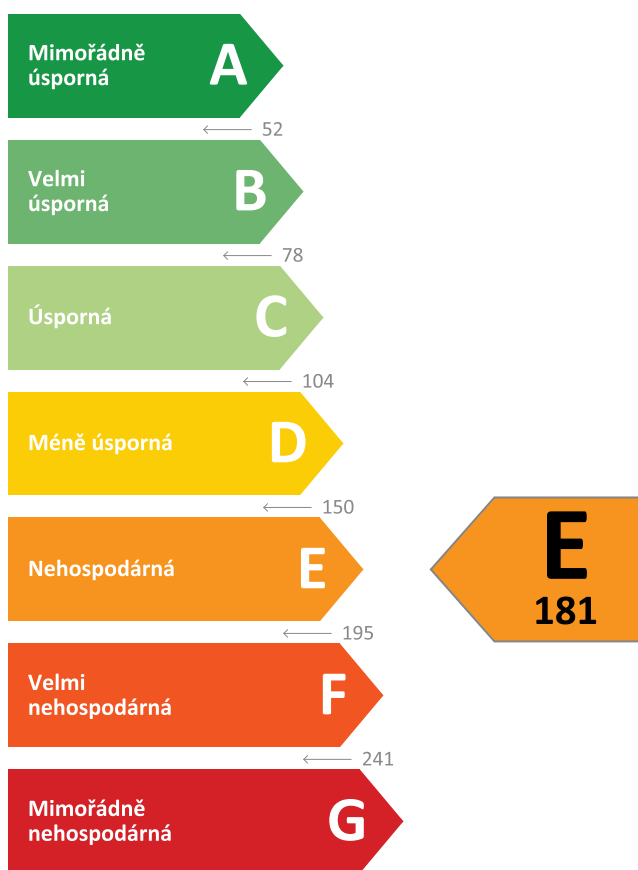 Mimořádně
úsporná
A
52
Velmi
úsporná
B
78
Úsporná
C
104
Méně úsporná
D
150
Nehospodárná
E
E
181
195
Velmi
nehospodárná
F
241
Mimořádně
nehospodárná
G